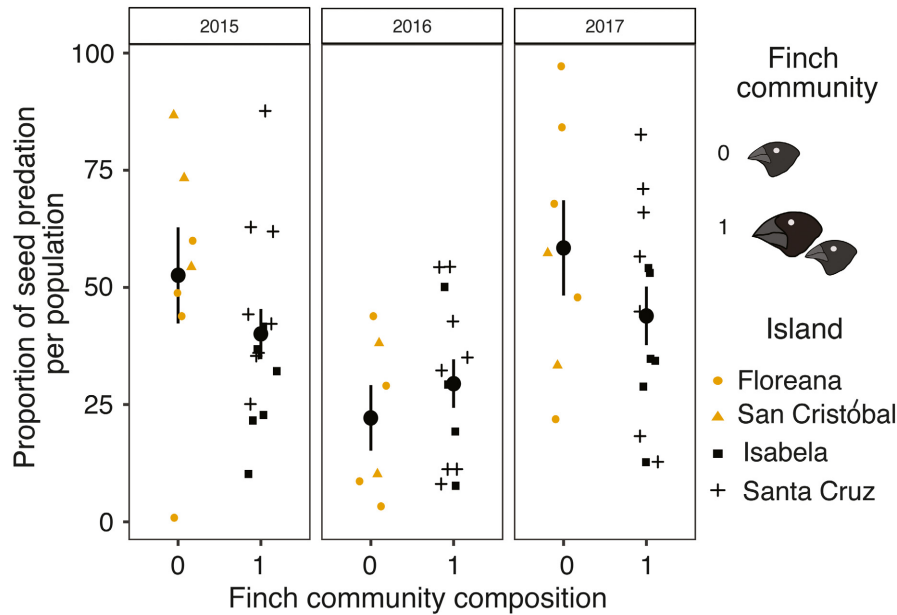 2015
2016
2017
100
75
50
25
0
Proportion of seed predation
per population
0 1
0 1
0 1
Finch community composition
Finch
community
0
1
Island
Floreana
San Cristóbal
Isabela
Santa Cruz